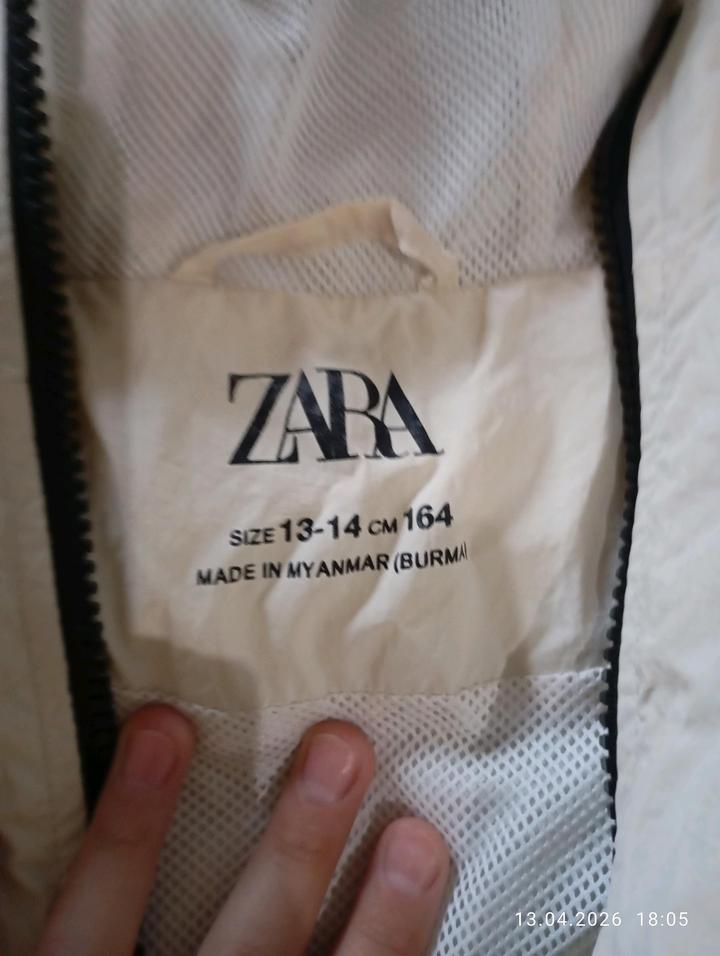 ZARA
SIZE 13-14 CM 164
MADE IN MYANMAR (BURMA
13.04.2026 18:05